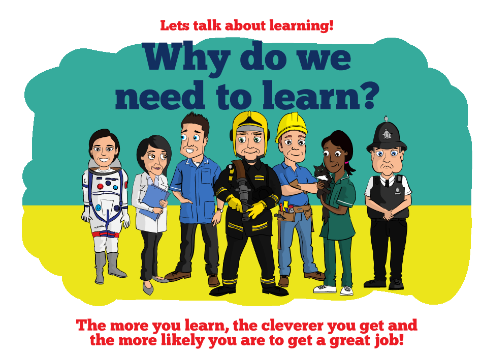 Lets talk about learning!
Why do we
need to learn?
The more you learn, the cleverer you get and
the more likely you are to get a great job!